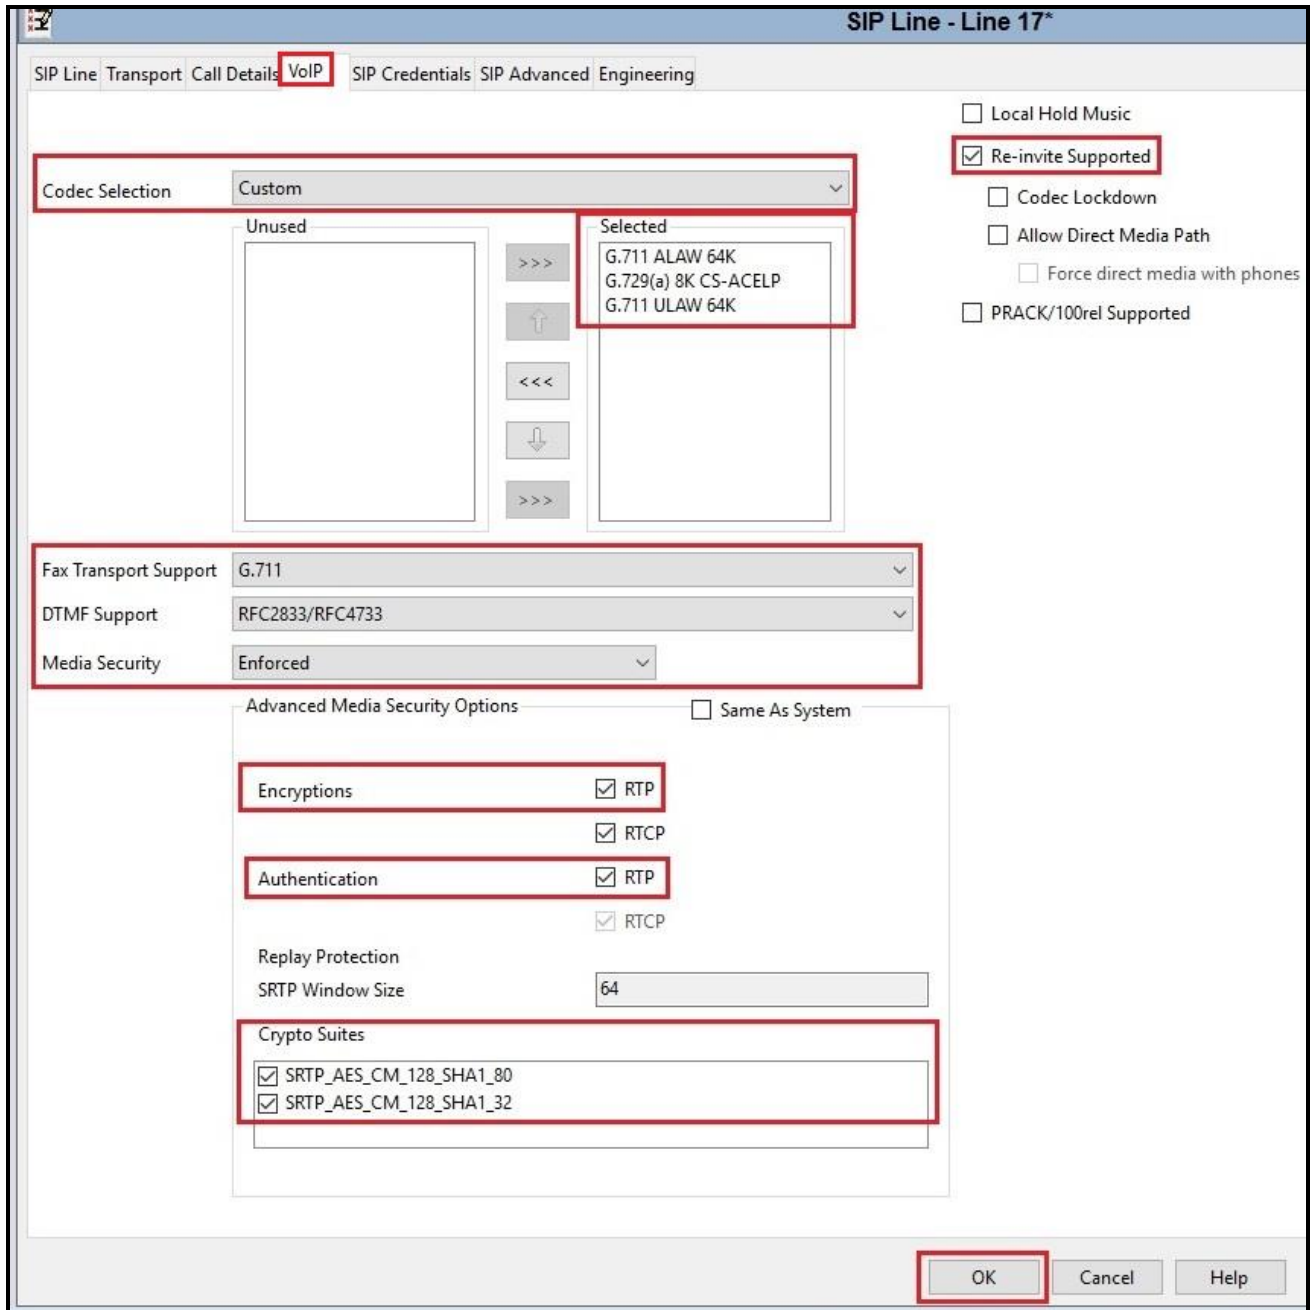 SIP Line - Line 17*
SIP Line Transport Call Details VoIP SIP Credentials SIP Advanced Engineering
Local Hold Music
Re-invite Supported
Codec Selection Custom
Codec Lockdown
Unused Selected
Allow Direct Media Path
G.711 ALAW 64K
>>>
Force direct media with phones
G.729(a) 8K CS-ACELP
G.711 ULAW 64K
PRACK/100rel Supported
<<<
>>>
Fax Transport Support G.711
DTMF Support RFC2833/RFC4733
Media Security Enforced
Advanced Media Security Options Same As System
Encryptions RTP
RTCP
Authentication RTP
RTCP
Replay Protection
SRTP Window Size 64
Crypto Suites
SRTP_AES_CM_128_SHA1_80
SRTP_AES_CM_128_SHA1_32
OK Cancel Help